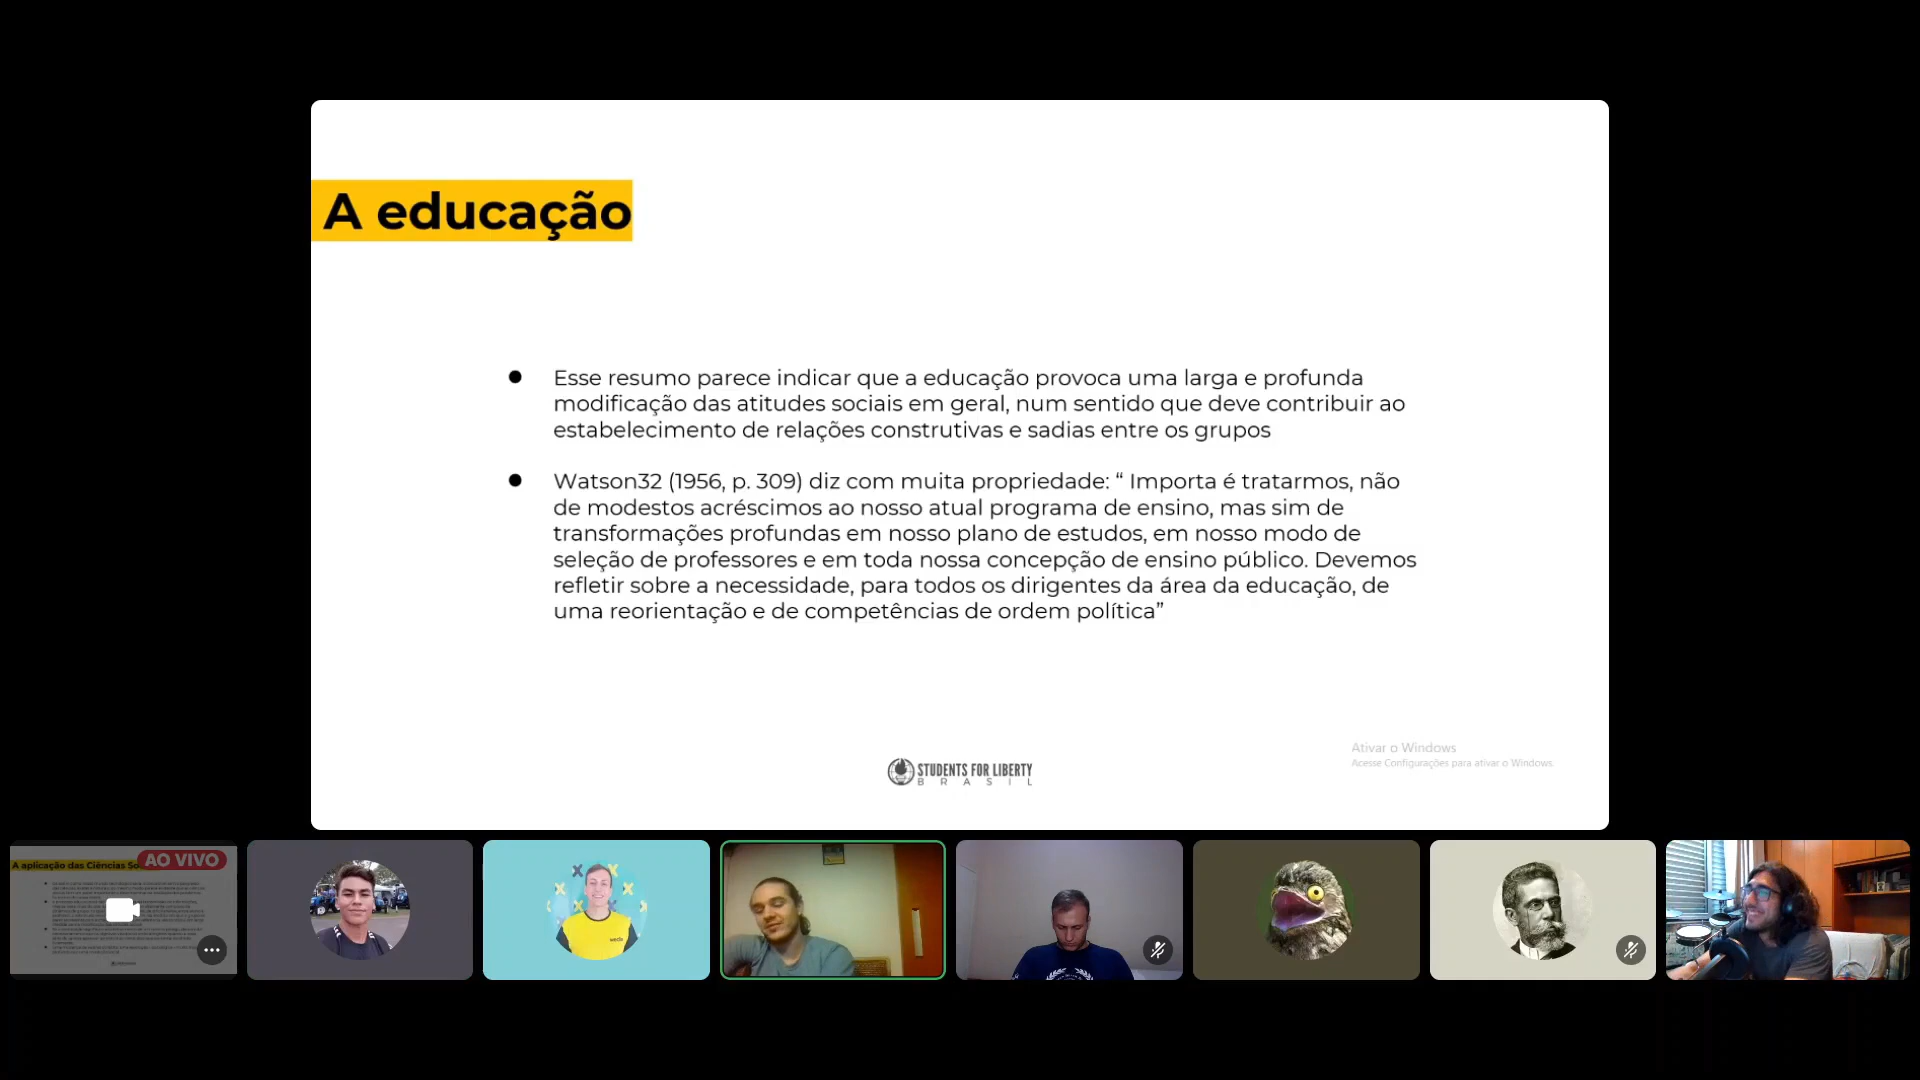 A educação
Esse resumo parece indicar que a educação provoca uma larga e profunda
modificação das atitudes sociais em geral, num sentido que deve contribuir ao
estabelecimento de relações construtivas e sadias entre os grupos
Watson32 (1956, p. 309) diz com muita propriedade: “ Importa é tratarmos, não
de modestos acréscimos ao nosso atual programa de ensino, mas sim de
transformações profundas em nosso plano de estudos, em nosso modo de
seleção de professores e em toda nossa concepção de ensino público. Devemos
refletir sobre a necessidade, para todos os dirigentes da área da educação, de
uma reorientação e de competências de ordem política”
Ativar o Windows
Acesse Configurações para ativar o Windows.
STUDENTS FOR LIBERTY
BRASIL
A aplicação das Ciências So
AO VIVO
wede